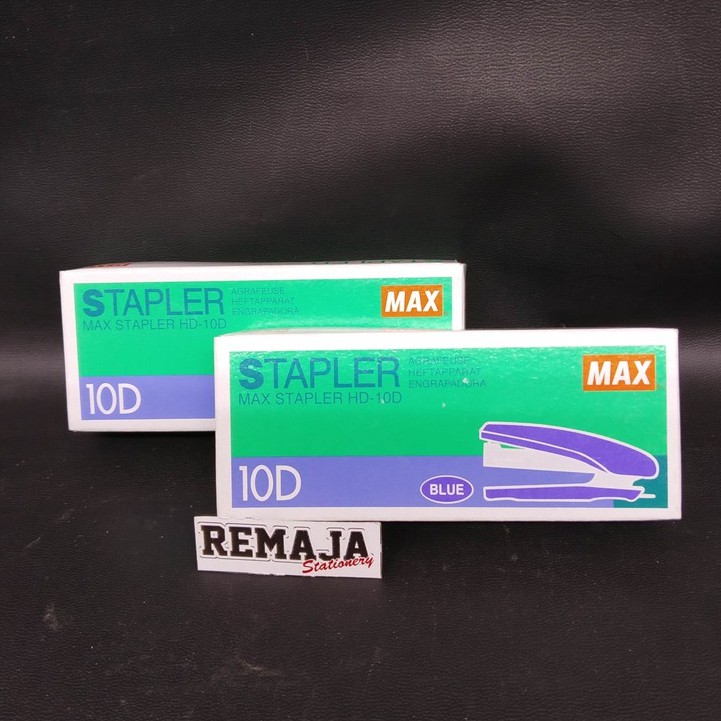 STAPLER
AGRAFEUSE
HEFTAPPARAT
ENGRAPADORA
MAX STAPLER HD-10D
MAX
10D
STAPLER
AGRAFEUSE
HEFTAPPARAT
ENGRAPADORA
MAX STAPLER HD-10D
MAX
10D
BLUE
REMAJA
Stationery